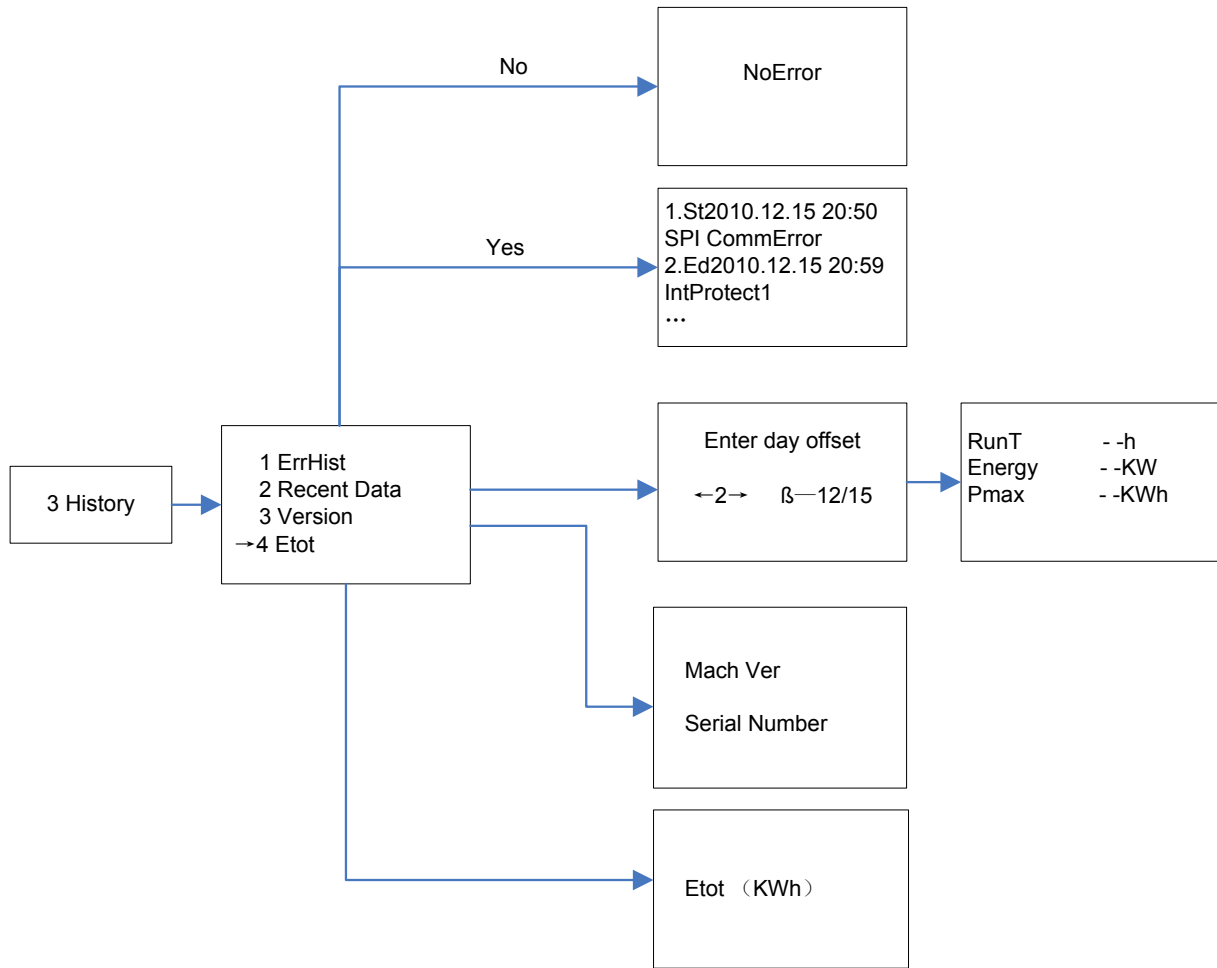 No
NoError
Yes
1.St2010.12.15 20:50
SPI CommError
2.Ed2010.12.15 20:59
IntProtect1
...
3 History
1 ErrHist
2 Recent Data
3 Version
→4 Etot
Enter day offset
←2→ ß—12/15
RunT - -h
Energy - -KW
Pmax - -KWh
Mach Ver
Serial Number
Etot （KWh）